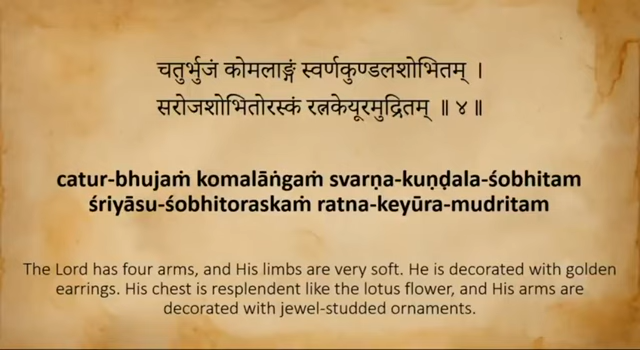 चतुर्भुजं कोमलाङ्गं स्वर्णकुण्डलशोभितम् ।
सरोजशोभितोरस्कं रत्नकेयूरमुद्रितम् ॥ ४ ॥
catur-bhujaṁ komalāṅgaṁ svarṇa-kuṇḍala-śobhitam
śriyāsu-śobhitoraskaṁ ratna-keyūra-mudritam
The Lord has four arms, and His limbs are very soft. He is decorated with golden
earrings. His chest is resplendent like the lotus flower, and His arms are
decorated with jewel-studded ornaments.